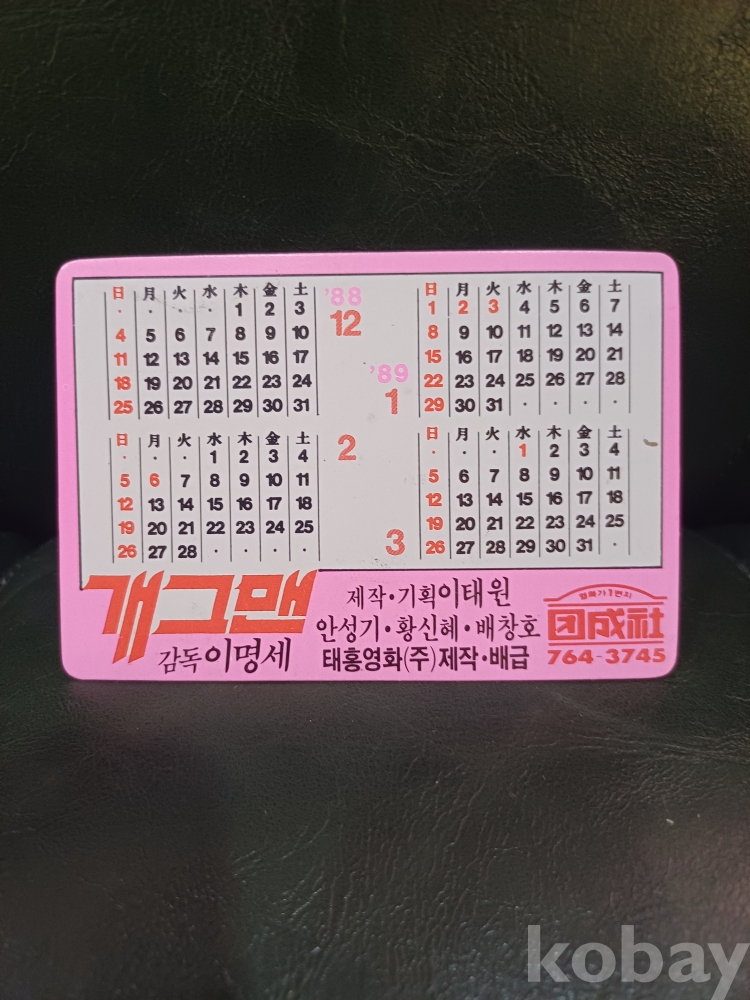 日 月 火 水 木 金 土
· · · · 1 2 3
4 5 6 7 8 9 10
11 12 13 14 15 16 17
18 19 20 21 22 23 24
25 26 27 28 29 30 31
'88
12
'89
1
日 月 火 水 木 金 土
1 2 3 4 5 6 7
8 9 10 11 12 13 14
15 16 17 18 19 20 21
22 23 24 25 26 27 28
29 30 31 · · · ·
日 月 火 水 木 金 土
· · · 1 2 3 4
5 6 7 8 9 10 11
12 13 14 15 16 17 18
19 20 21 22 23 24 25
26 27 28 · · · ·
2
3
日 月 火 水 木 金 土
· · · 1 2 3 4
5 6 7 8 9 10 11
12 13 14 15 16 17 18
19 20 21 22 23 24 25
26 27 28 29 30 31 ·
개그맨
감독 이명세
제작·기획 이태원
안성기·황신혜·배창호
태흥영화(주)제작·배급
영화가1번지
団成社
764-3745
kobay